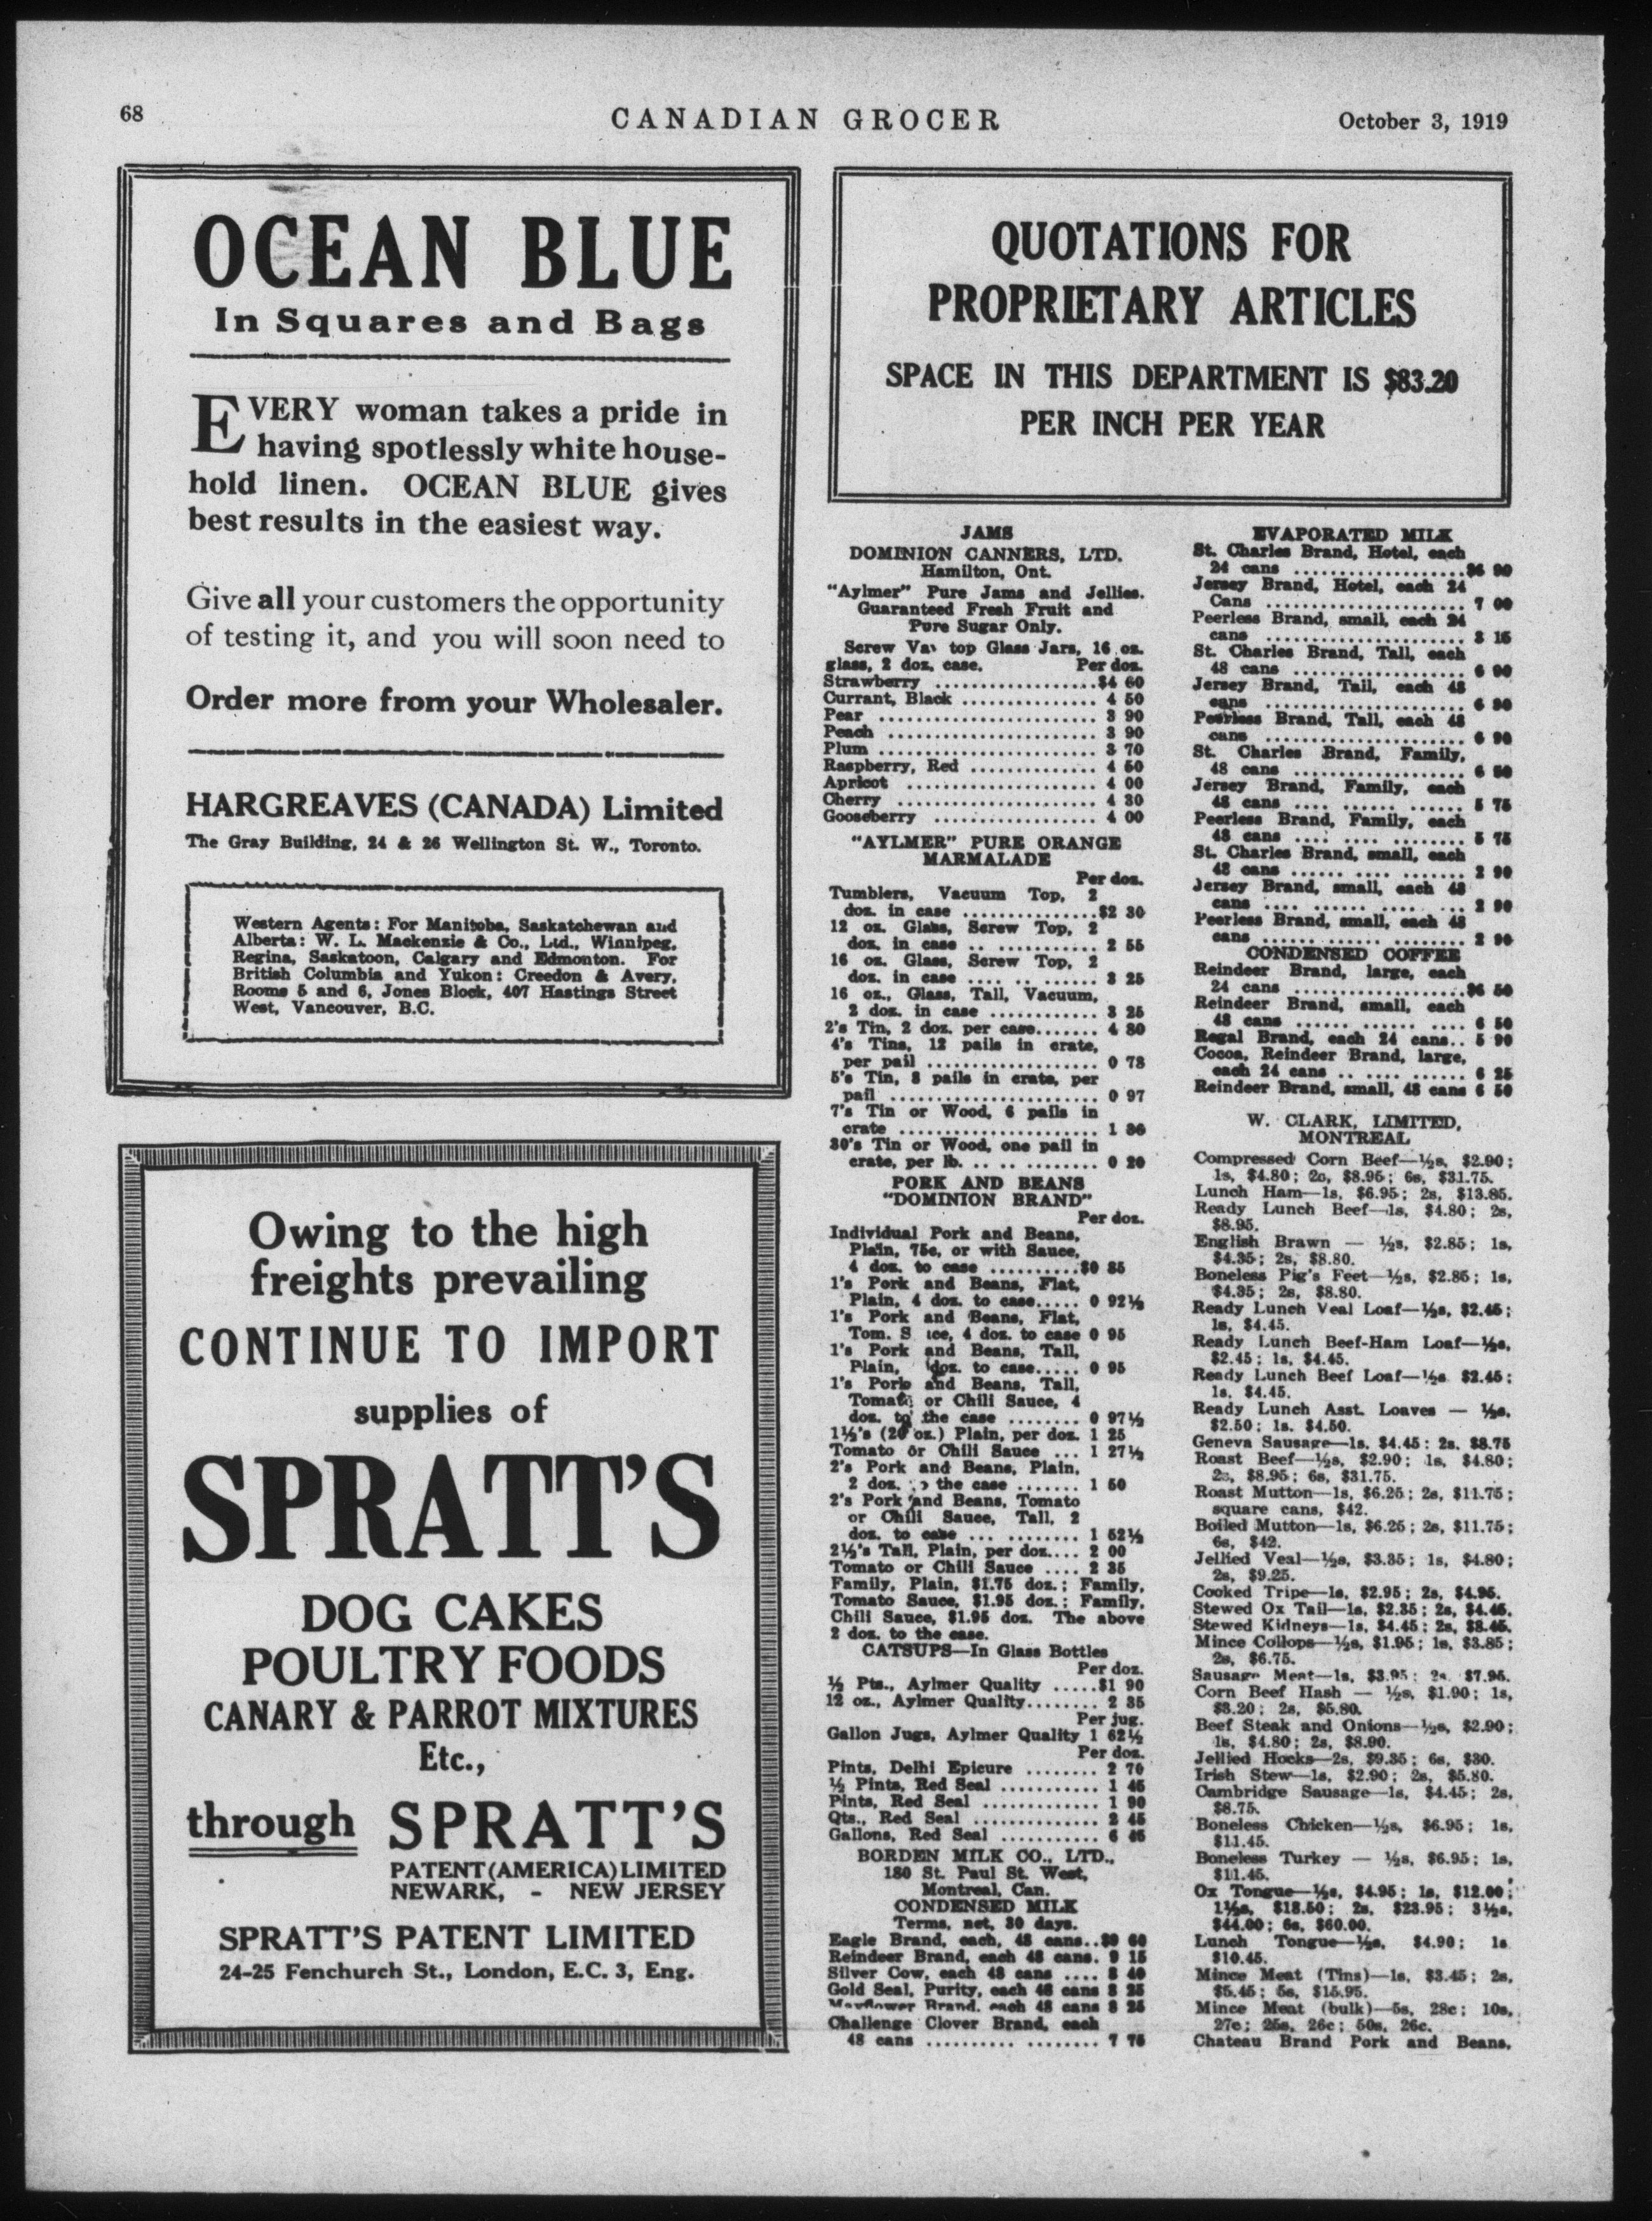 68
CANADIAN GROCER
October 3, 1919
OCEAN BLUE
In Squares and Bags
EVERY woman takes a pride in
having spotlessly white house-
hold linen. OCEAN BLUE gives
best results in the easiest way.
Give all your customers the opportunity
of testing it, and you will soon need to
Order more from your Wholesaler.
HARGREAVES (CANADA) Limited
The Gray Building, 24 & 26 Wellington St. W., Toronto.
Western Agents: For Manitoba, Saskatchewan and
Alberta: W. L. Mackenzie & Co., Ltd., Winnipeg,
Regina, Saskatoon, Calgary and Edmonton. For
British Columbia and Yukon: Creedon & Avery,
Rooms 5 and 6, Jones Block, 407 Hastings Street
West, Vancouver, B.C.
Owing to the high
freights prevailing
CONTINUE TO IMPORT
supplies of
SPRATT'S
DOG CAKES
POULTRY FOODS
CANARY & PARROT MIXTURES
Etc.,
through SPRATT'S
PATENT (AMERICA) LIMITED
NEWARK, - NEW JERSEY
SPRATT'S PATENT LIMITED
24-25 Fenchurch St., London, E.C. 3, Eng.
QUOTATIONS FOR
PROPRIETARY ARTICLES
SPACE IN THIS DEPARTMENT IS $83.20
PER INCH PER YEAR
JAMS
DOMINION CANNERS, LTD.
Hamilton, Ont.
"Aylmer" Pure Jams and Jellies.
Guaranteed Fresh Fruit and
Pure Sugar Only.
Screw Vac top Glass Jars, 16 oz.
glass, 2 doz. case. Per doz.
Strawberry .................. $4 60
Currant, Black ............... 4 50
Pear ........................ 3 90
Peach ....................... 3 90
Plum ........................ 3 70
Raspberry, Red .............. 4 60
Apricot ..................... 4 00
Cherry ...................... 4 30
Gooseberry .................. 4 00
"AYLMER" PURE ORANGE
MARMALADE
Per doz.
Tumblers, Vacuum Top, 2
doz. in case ............... $2 30
12 oz. Glass, Screw Top, 2
doz. in case .. ........... 2 55
16 oz. Glass, Screw Top, 2
doz. in case .... .. ...... 3 25
16 oz., Glass, Tall, Vacuum,
2 doz. in case ............ 3 25
2's Tin, 2 doz. per case....... 4 80
4's Tins, 12 pails in crate,
per pail ................... 0 78
5's Tin, 8 pails in crate, per
pail ....................... 0 97
7's Tin or Wood, 6 pails in
crate ...................... 1 36
30's Tin or Wood, one pail in
crate, per lb. .. .. ........ 0 20
PORK AND BEANS
"DOMINION BRAND"
Per doz.
Individual Pork and Beans,
Plain, 75c, or with Sauce,
4 doz. to case .......... $0 85
1's Pork and Beans, Flat,
Plain, 4 doz. to case..... 0 92½
1's Pork and Beans, Flat,
Tom. S ice, 4 doz. to case 0 95
1's Pork and Beans, Tall,
Plain, doz. to case..... 0 95
1's Pork and Beans, Tall,
Tomato or Chili Sauce, 4
doz. to the case ........ 0 97½
1½'s (20 oz.) Plain, per doz. 1 25
Tomato or Chili Sauce ... 1 27½
2's Pork and Beans, Plain,
2 doz. to the case ....... 1 50
2's Pork and Beans, Tomato
or Chili Sauce, Tall, 2
doz. to case ... ......... 1 52½
2½'s Tall, Plain, per doz.... 2 00
Tomato or Chili Sauce .... 2 35
Family, Plain, $1.75 doz.; Family,
Tomato Sauce, $1.95 doz.; Family,
Chili Sauce, $1.95 doz. The above
2 doz. to the case.
CATSUPS—In Glass Bottles
Per doz.
½ Pts., Aylmer Quality ..... $1 90
12 oz., Aylmer Quality........ 2 35
Per jug.
Gallon Jugs, Aylmer Quality 1 62½
Per doz.
Pints, Delhi Epicure ........ 2 70
½ Pints, Red Seal ........... 1 45
Pints, Red Seal ............. 1 90
Qts., Red Seal .............. 2 45
Gallons, Red Seal ........... 6 45
BORDEN MILK CO., LTD.,
180 St. Paul St. West,
Montreal, Can.
CONDENSED MILK
Terms, net, 30 days.
Eagle Brand, each, 48 cans.. $9 60
Reindeer Brand, each 48 cans. 9 15
Silver Cow, each 48 cans .... 8 40
Gold Seal, Purity, each 48 cans 8 25
Mayflower Brand, each 48 cans 8 25
Challenge Clover Brand, each
48 cans .......... ........ 7 75
EVAPORATED MILK
St. Charles Brand, Hotel, each
24 cans ................... $6 90
Jersey Brand, Hotel, each 24
Cans ...................... 7 00
Peerless Brand, small, each 24
cans ...................... 3 15
St. Charles Brand, Tall, each
48 cans ................... 6 90
Jersey Brand, Tall, each 48
cans ...................... 6 90
Peerless Brand, Tall, each 48
cans ...................... 6 90
St. Charles Brand, Family,
48 cans ................... 6 50
Jersey Brand, Family, each
48 cans .... ...... ...... 5 75
Peerless Brand, Family, each
48 cans .... .... ........ 5 75
St. Charles Brand, small, each
48 cans ...... .... ....... 2 90
Jersey Brand, small, each 48
cans .... ...... ..... ... 2 90
Peerless Brand, small, each 48
cans ............ ......... 2 90
CONDENSED COFFEE
Reindeer Brand, large, each
24 cans ................... $6 50
Reindeer Brand, small, each
48 cans ...... ...... .... 6 50
Regal Brand, each 24 cans.. 5 90
Cocoa, Reindeer Brand, large,
each 24 cans .. .... ...... 6 25
Reindeer Brand, small, 48 cans 6 50
W. CLARK, LIMITED,
MONTREAL
Compressed Corn Beef—½s, $2.90;
1s, $4.80; 2s, $8.95; 6s, $31.75.
Lunch Ham—1s, $6.95; 2s, $13.85.
Ready Lunch Beef—1s, $4.80; 2s,
$8.95.
English Brawn — ½s, $2.85; 1s,
$4.35; 2s, $8.80.
Boneless Pig's Feet—½s, $2.85; 1s,
$4.35; 2s, $8.80.
Ready Lunch Veal Loaf—½s, $2.45;
1s, $4.45.
Ready Lunch Beef-Ham Loaf—½s,
$2.45; 1s, $4.45.
Ready Lunch Beef Loaf—½s $2.45;
1s, $4.45.
Ready Lunch Asst. Loaves — ½s,
$2.50; 1s, $4.50.
Geneva Sausage—1s, $4.45; 2s, $8.75
Roast Beef—½s, $2.90; 1s, $4.80;
2s, $8.95; 6s, $31.75.
Roast Mutton—1s, $6.25; 2s, $11.75;
square cans, $42.
Boiled Mutton—1s, $6.25; 2s, $11.75;
6s, $42.
Jellied Veal—½s, $3.35; 1s, $4.80;
2s, $9.25.
Cooked Tripe—1s, $2.95; 2s, $4.95.
Stewed Ox Tail—1s, $2.35; 2s, $4.45.
Stewed Kidneys—1s, $4.45; 2s, $8.45.
Mince Collops—½s, $1.95; 1s, $3.85;
2s, $6.75.
Sausage Meat—1s, $3.95; 2s, $7.95.
Corn Beef Hash — ½s, $1.90; 1s,
$3.20; 2s, $5.80.
Beef Steak and Onions—½s, $2.90;
1s, $4.80; 2s, $8.90.
Jellied Hocks—2s, $9.35; 6s, $30.
Irish Stew—1s, $2.90; 2s, $5.80.
Cambridge Sausage—1s, $4.45; 2s,
$8.75.
Boneless Chicken—½s, $6.95; 1s,
$11.45.
Boneless Turkey — ½s, $6.95; 1s,
$11.45.
Ox Tongue—½s, $4.95; 1s, $12.00;
1½s, $18.50; 2s, $23.95; 3½s,
$44.00; 6s, $60.00.
Lunch Tongue—½s, $4.90; 1s
$10.45.
Mince Meat (Tins)—1s, $3.45; 2s,
$5.45; 5s, $15.95.
Mince Meat (bulk)—5s, 28c; 10s,
27c; 25s, 26c; 50s, 26c.
Chateau Brand Pork and Beans,